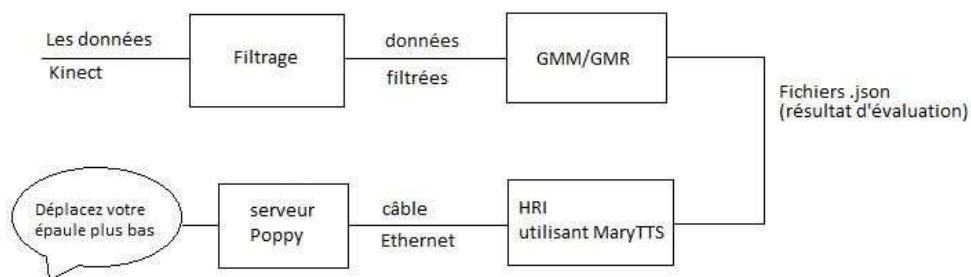 Les données
Kinect
Filtrage
données
filtrées
GMM/GMR
Fichiers .json
(résultat d'évaluation)
Déplacez votre
épaule plus bas
serveur
Poppy
câble
Ethernet
HRI
utilisant MaryTTS